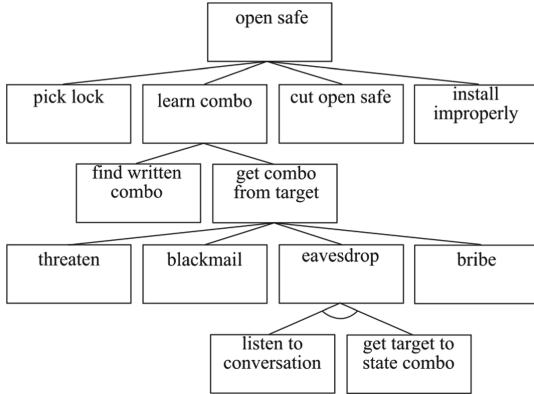 open safe
pick lock
learn combo
cut open safe
install
improperly
find written
combo
get combo
from target
threaten
blackmail
eavesdrop
bribe
listen to
conversation
get target to
state combo